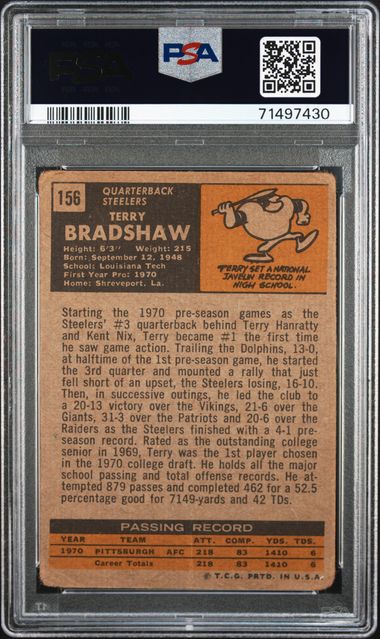 PSA
PSA
71497430
156
QUARTERBACK
STEELERS
TERRY
BRADSHAW
Height: 6'3" Weight: 215
Born: September 12, 1948
School: Louisiana Tech
First Year Pro: 1970
Home: Shreveport, La.
TERRY SET A NATIONAL
JAVELIN RECORD IN
HIGH SCHOOL.
Starting the 1970 pre-season games as the
Steelers' #3 quarterback behind Terry Hanratty
and Kent Nix, Terry became #1 the first time
he saw game action. Trailing the Dolphins, 13-0,
at halftime of the 1st pre-season game, he started
the 3rd quarter and mounted a rally that just
fell short of an upset, the Steelers losing, 16-10.
Then, in successive outings, he led the club to
a 20-13 victory over the Vikings, 21-6 over the
Giants, 31-3 over the Patriots and 20-6 over the
Raiders as the Steelers finished with a 4-1 pre-
season record. Rated as the outstanding college
senior in 1969, Terry was the 1st player chosen
in the 1970 college draft. He holds all the major
school passing and total offense records. He at-
tempted 879 passes and completed 462 for a 52.5
percentage good for 7149-yards and 42 TDs.
PASSING RECORD
YEAR TEAM ATT. COMP. YDS. TDS.
1970 PITTSBURGH AFC 218 83 1410 6
Career Totals 218 83 1410 6
© T.C.G. PRTD. IN U.S.A.